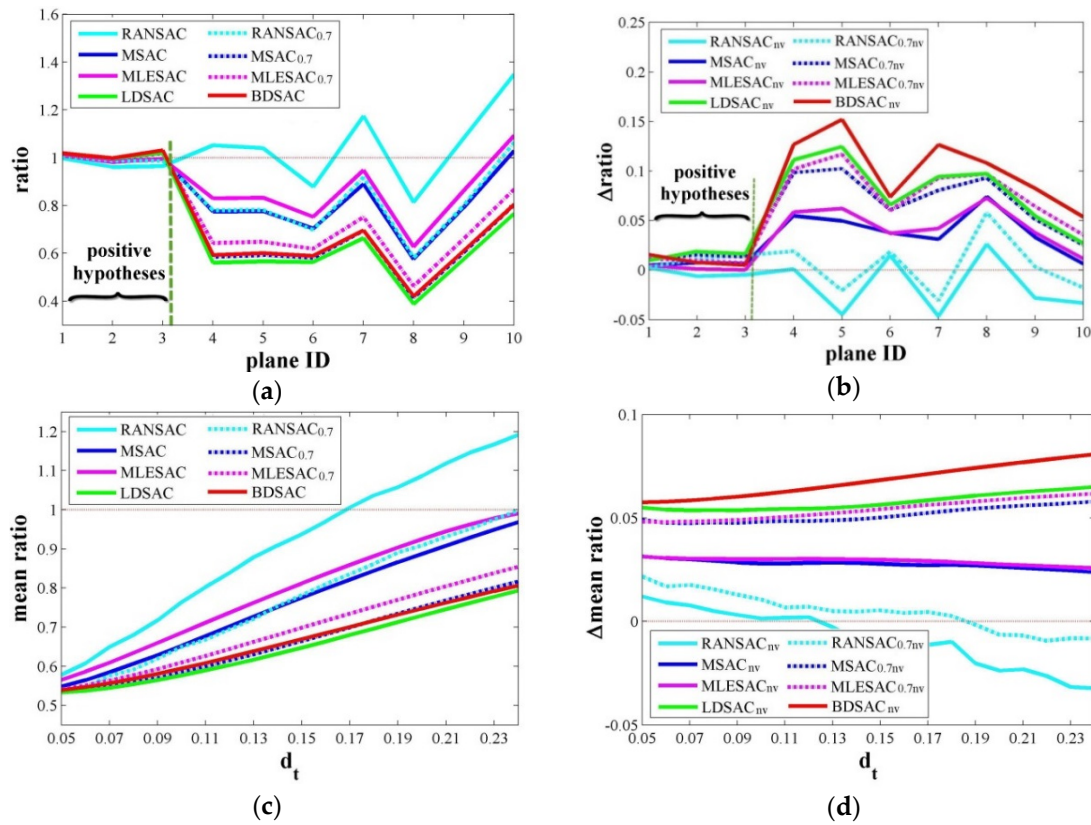 1.6
1.4
1.2
1
0.8
0.6
0.4
ratio
RANSAC
MSAC
MLESAC
LDSAC
RANSAC0.7
MSAC0.7
MLESAC0.7
BDSAC
positive
hypotheses
1 2 3 4 5 6 7 8 9 10
plane ID
(a)
0.25
0.2
0.15
0.1
0.05
0
-0.05
Δratio
RANSACnv
MSACnv
MLESACnv
LDSACnv
RANSAC0.7nv
MSAC0.7nv
MLESAC0.7nv
BDSACnv
positive
hypotheses
1 2 3 4 5 6 7 8 9 10
plane ID
(b)
1.2
1.1
1
0.9
0.8
0.7
0.6
0.5
mean ratio
RANSAC
MSAC
MLESAC
LDSAC
RANSAC0.7
MSAC0.7
MLESAC0.7
BDSAC
0.05 0.07 0.09 0.11 0.13 0.15 0.17 0.19 0.21 0.23
dt
(c)
0.1
0.05
0
-0.05
Δmean ratio
RANSACnv
MSACnv
MLESACnv
LDSACnv
RANSAC0.7nv
MSAC0.7nv
MLESAC0.7nv
BDSACnv
0.05 0.07 0.09 0.11 0.13 0.15 0.17 0.19 0.21 0.23
dt
(d)